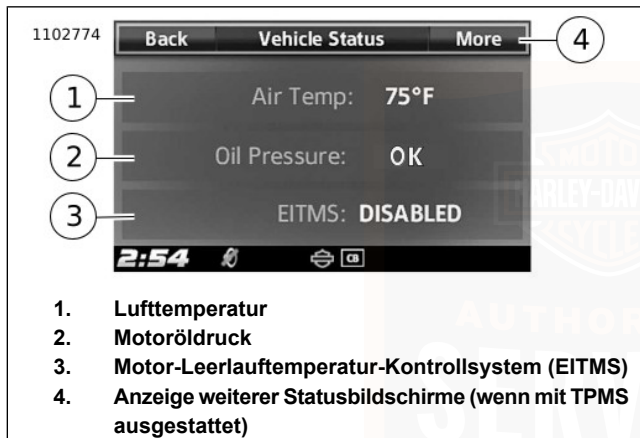 1102774
Back Vehicle Status More 4
1 Air Temp: 75°F
2 Oil Pressure: OK
3 EITMS: DISABLED
2:54 CB
1. Lufttemperatur
2. Motoröldruck
3. Motor-Leerlauftemperatur-Kontrollsystem (EITMS)
4. Anzeige weiterer Statusbildschirme (wenn mit TPMS
ausgestattet)